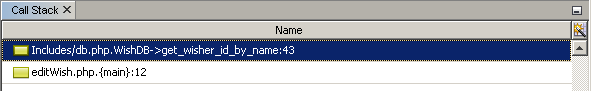 Call Stack
Name
Includes/db.php.WishDB->get_wisher_id_by_name:43
editWish.php.{main}:12